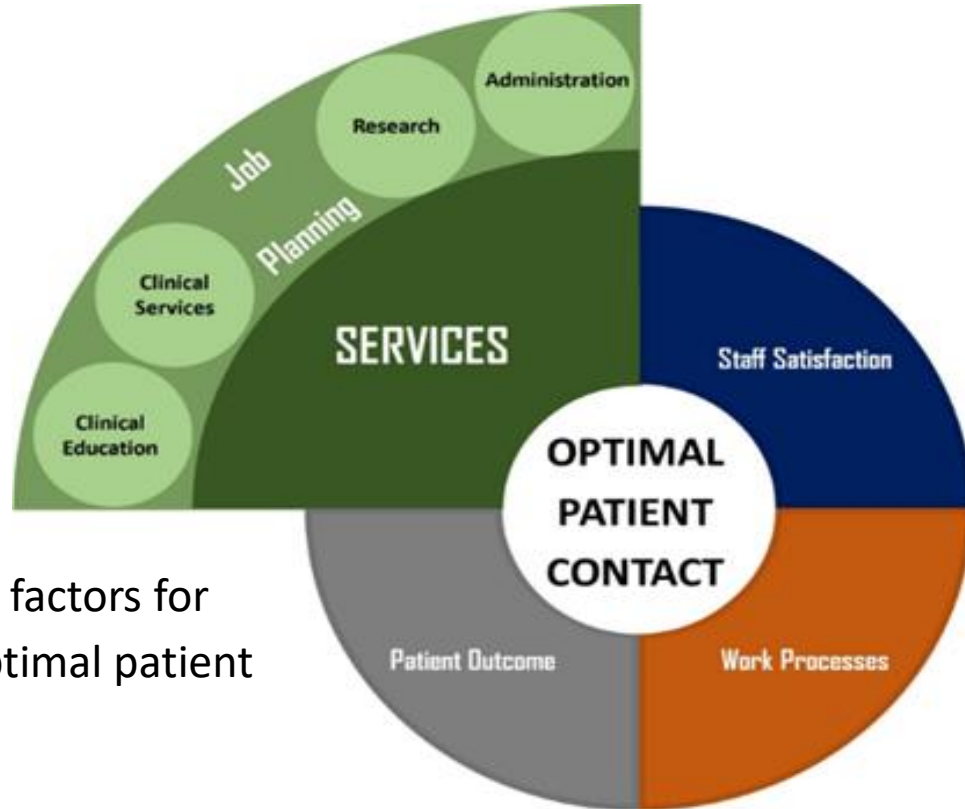 Administration
Research
Job
Planning
Clinical
Services
Clinical
Education
SERVICES
Staff Satisfaction
OPTIMAL
PATIENT
CONTACT
factors for
ptimal patient
Patient Outcome
Work Processes